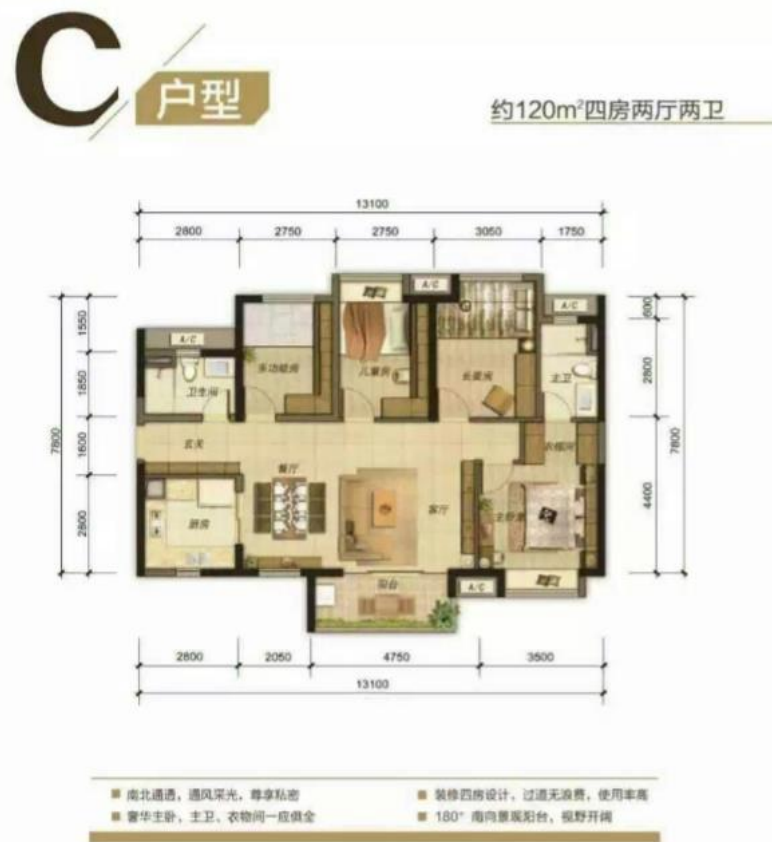 C
户型
约120m²四房两厅两卫
13100
2800 2750 2750 3050 1750
A/C
A/C
A/C
1550
1850
1600
2800
7800
600
2800
4400
7800
卫生间
多功能房
儿童房
长辈房
主卫
玄关
餐厅
客厅
衣帽间
主卧室
厨房
阳台
A/C
2800 2050 4750 3500
13100
南北通透，通风采光，尊享私密
奢华主卧，主卫、衣物间一应俱全
装修四房设计，过道无浪费，使用率高
180° 南向景观阳台，视野开阔